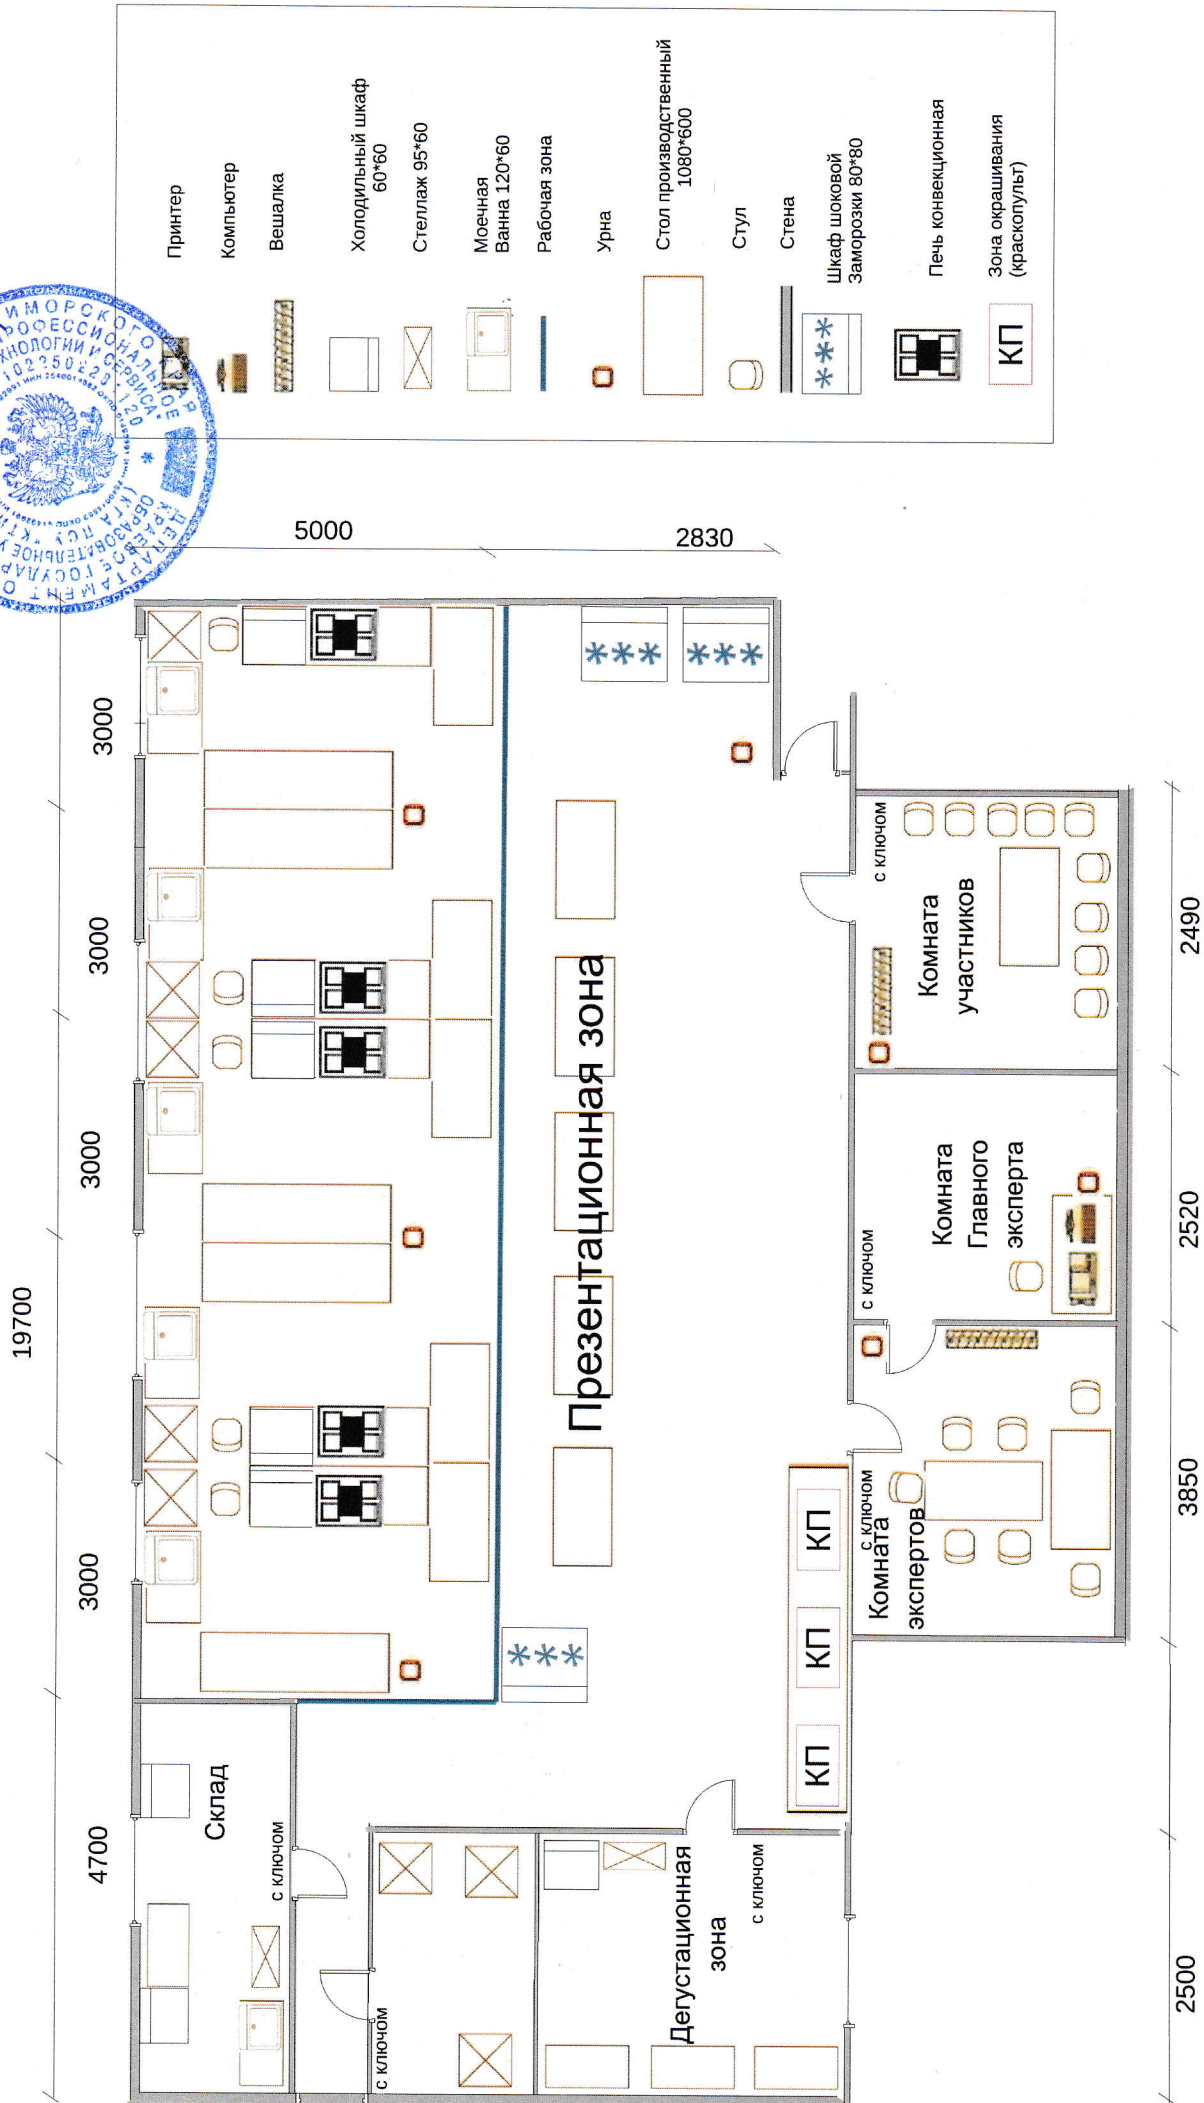 Принтер
Компьютер
Вешалка
Холодильный шкаф
60*60
Стеллаж 95*60
Моечная
Ванна 120*60
Рабочая зона
Урна
Стол производственный
1080*600
Стул
Стена
Шкаф шоковой
Заморозки 80*80
Печь конвекционная
КП
Зона окрашивания
(краскопульт)
5000
2830
19700
4700
3000
3000
3000
3000
Склад
с ключом
с ключом
Дегустационная
зона
с ключом
Презентационная зона
КП
КП
КП
Комната
экспертов
с ключом
Комната
Главного
эксперта
с ключом
Комната
участников
с ключом
2500
3850
2520
2490